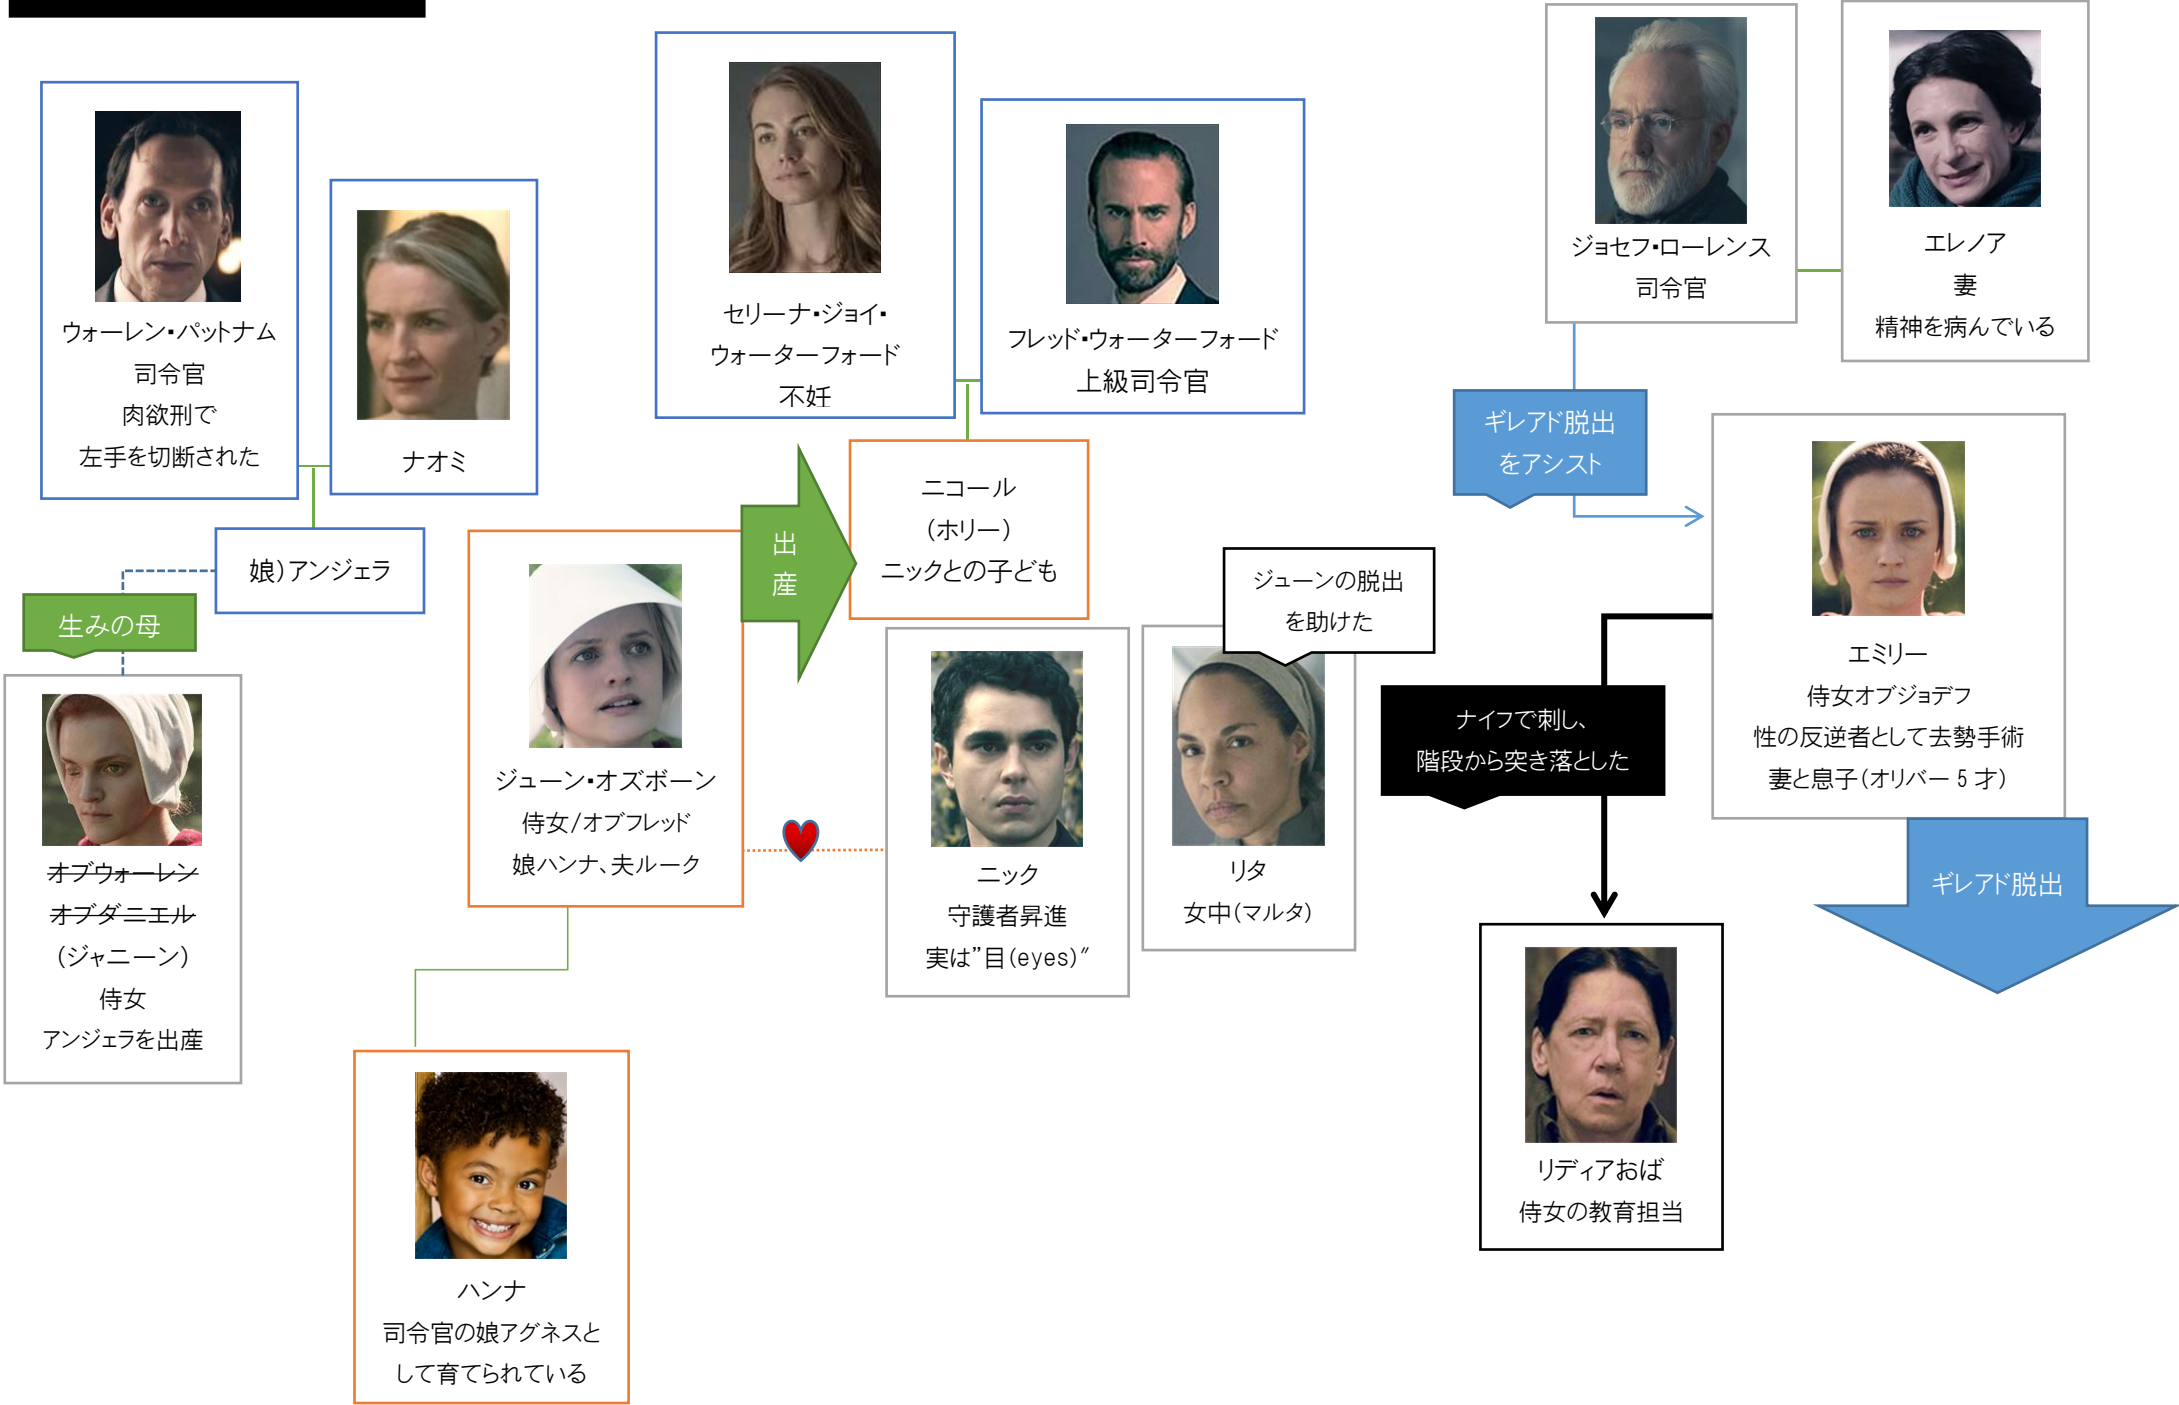 ウォーレン・パットナム
司令官
肉欲刑で
左手を切断された
ナオミ
娘)アンジェラ
生みの母
オブウォーレン
オブダニエル
(ジャニーン)
侍女
アンジェラを出産
セリーナ・ジョイ・
ウォーターフォード
不妊
フレッド・ウォーターフォード
上級司令官
出
産
ニコール
(ホリー)
ニックとの子ども
ジューン・オズボーン
侍女/オブフレッド
娘ハンナ、夫ルーク
ニック
守護者昇進
実は”目(eyes)〃
ジューンの脱出
を助けた
リタ
女中(マルタ)
ハンナ
司令官の娘アグネスと
して育てられている
ジョセフ・ローレンス
司令官
エレノア
妻
精神を病んでいる
ギレアド脱出
をアシスト
エミリー
侍女オブジョデフ
性の反逆者として去勢手術
妻と息子(オリバー5才)
ナイフで刺し、
階段から突き落とした
ギレアド脱出
リディアおば
侍女の教育担当